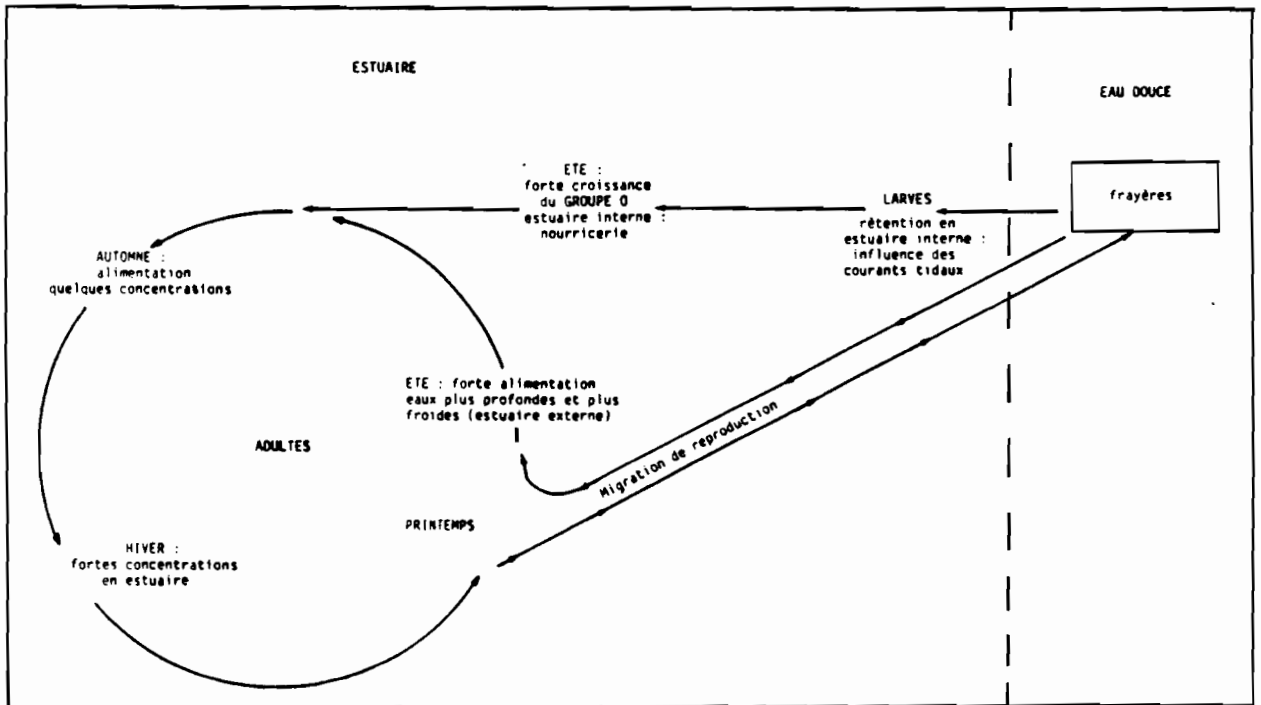 ESTUAIRE
EAU DOUCE
frayères
LARVES
rêtention en
estuaire interne :
influence des
courants tidaux
ETE :
forte croissance
du GROUPE 0
estuaire interne :
nourricerie
AUTOMNE :
alimentation
quelques concentrations
ETE : forte alimentation
eaux plus profondes et plus
froides (estuaire externe)
ADULTES
Migration de reproduction
PRINTEMPS
HIVER :
fortes concentrations
en estuaire